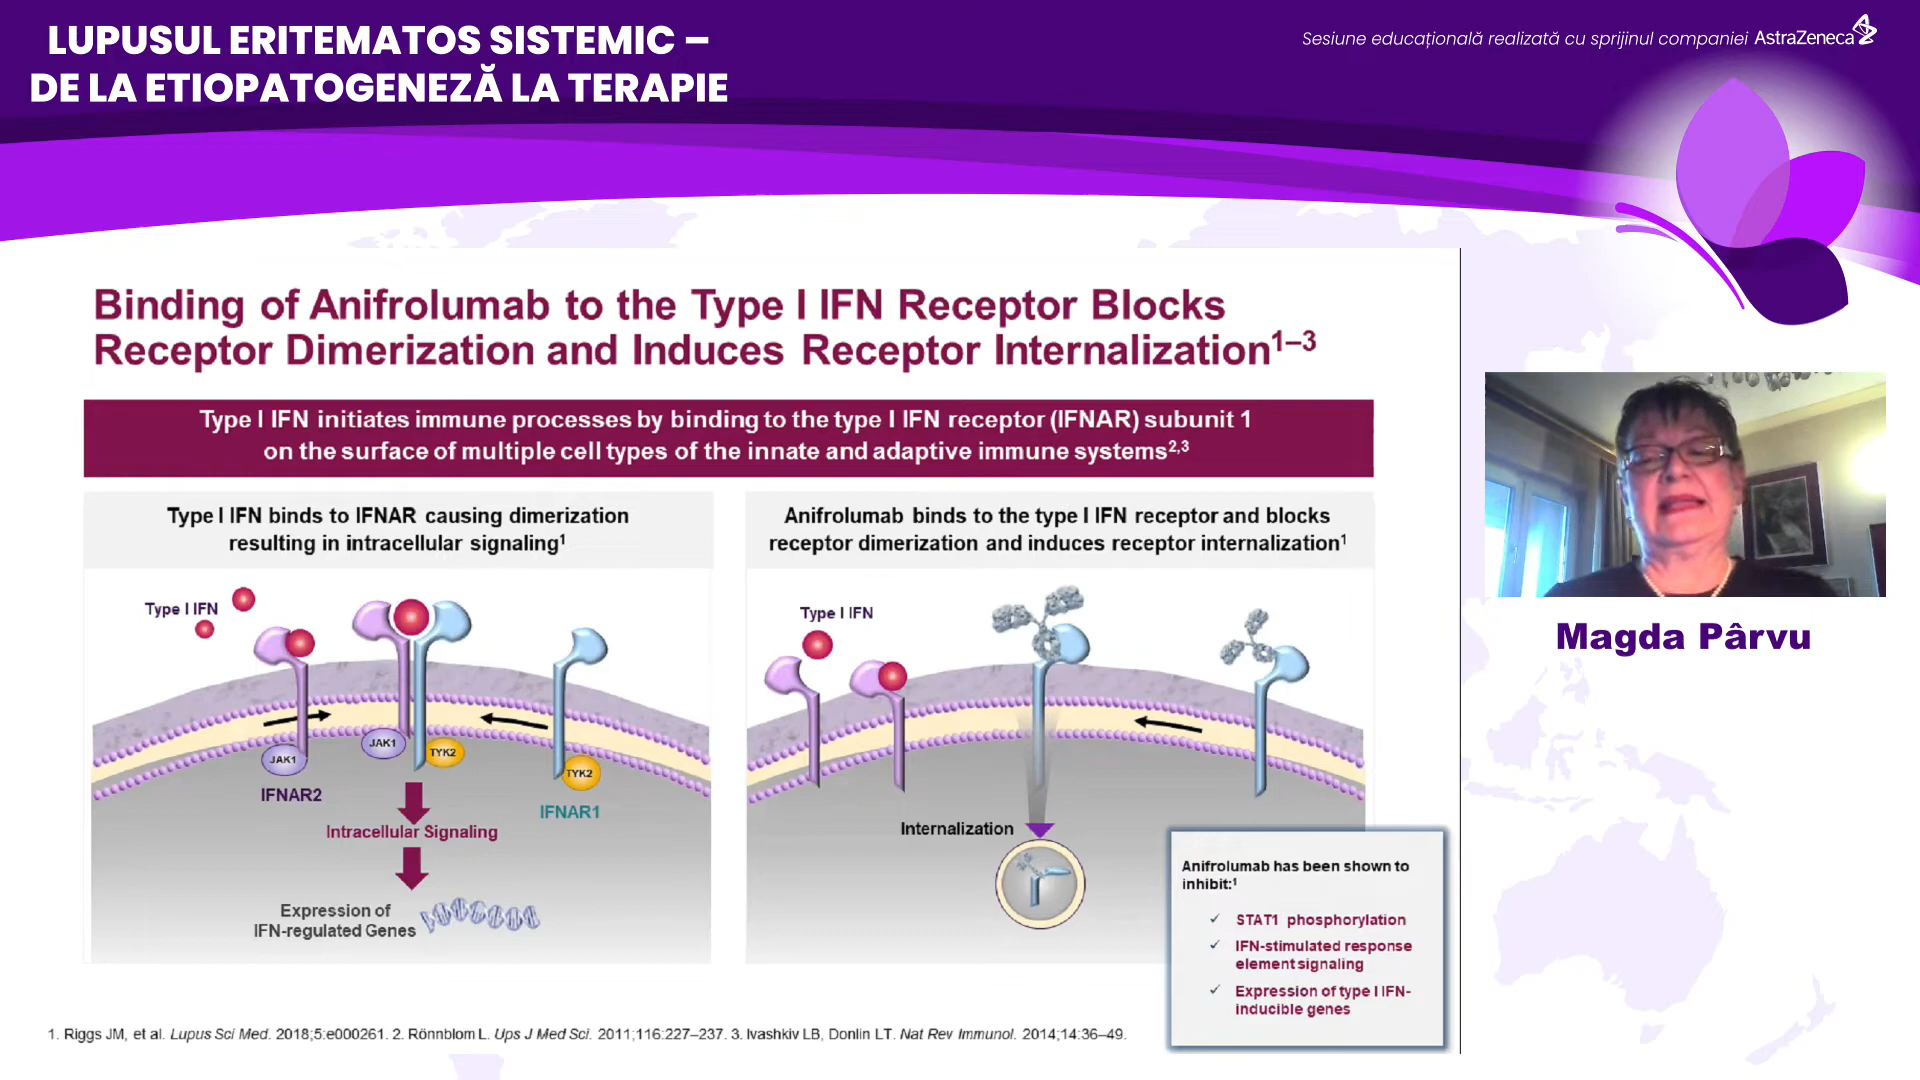 LUPUSUL ERITEMATOS SISTEMIC –
DE LA ETIOPATOGENEZĂ LA TERAPIE
Sesiune educațională realizată cu sprijinul companiei AstraZeneca
Binding of Anifrolumab to the Type I IFN Receptor Blocks
Receptor Dimerization and Induces Receptor Internalization¹⁻³
Type I IFN initiates immune processes by binding to the type I IFN receptor (IFNAR) subunit 1
on the surface of multiple cell types of the innate and adaptive immune systems²,³
Type I IFN binds to IFNAR causing dimerization
resulting in intracellular signaling¹
Type I IFN
JAK1
IFNAR2
JAK1
TYK2
TYK2
IFNAR1
Intracellular Signaling
Expression of
IFN-regulated Genes
Anifrolumab binds to the type I IFN receptor and blocks
receptor dimerization and induces receptor internalization¹
Type I IFN
Internalization
Anifrolumab has been shown to
inhibit:¹
✓ STAT1 phosphorylation
✓ IFN-stimulated response
element signaling
✓ Expression of type I IFN-
inducible genes
1. Riggs JM, et al. Lupus Sci Med. 2018;5:e000261. 2. Rönnblom L. Ups J Med Sci. 2011;116:227–237. 3. Ivashkiv LB, Donlin LT. Nat Rev Immunol. 2014;14:36–49.
Magda Pârvu